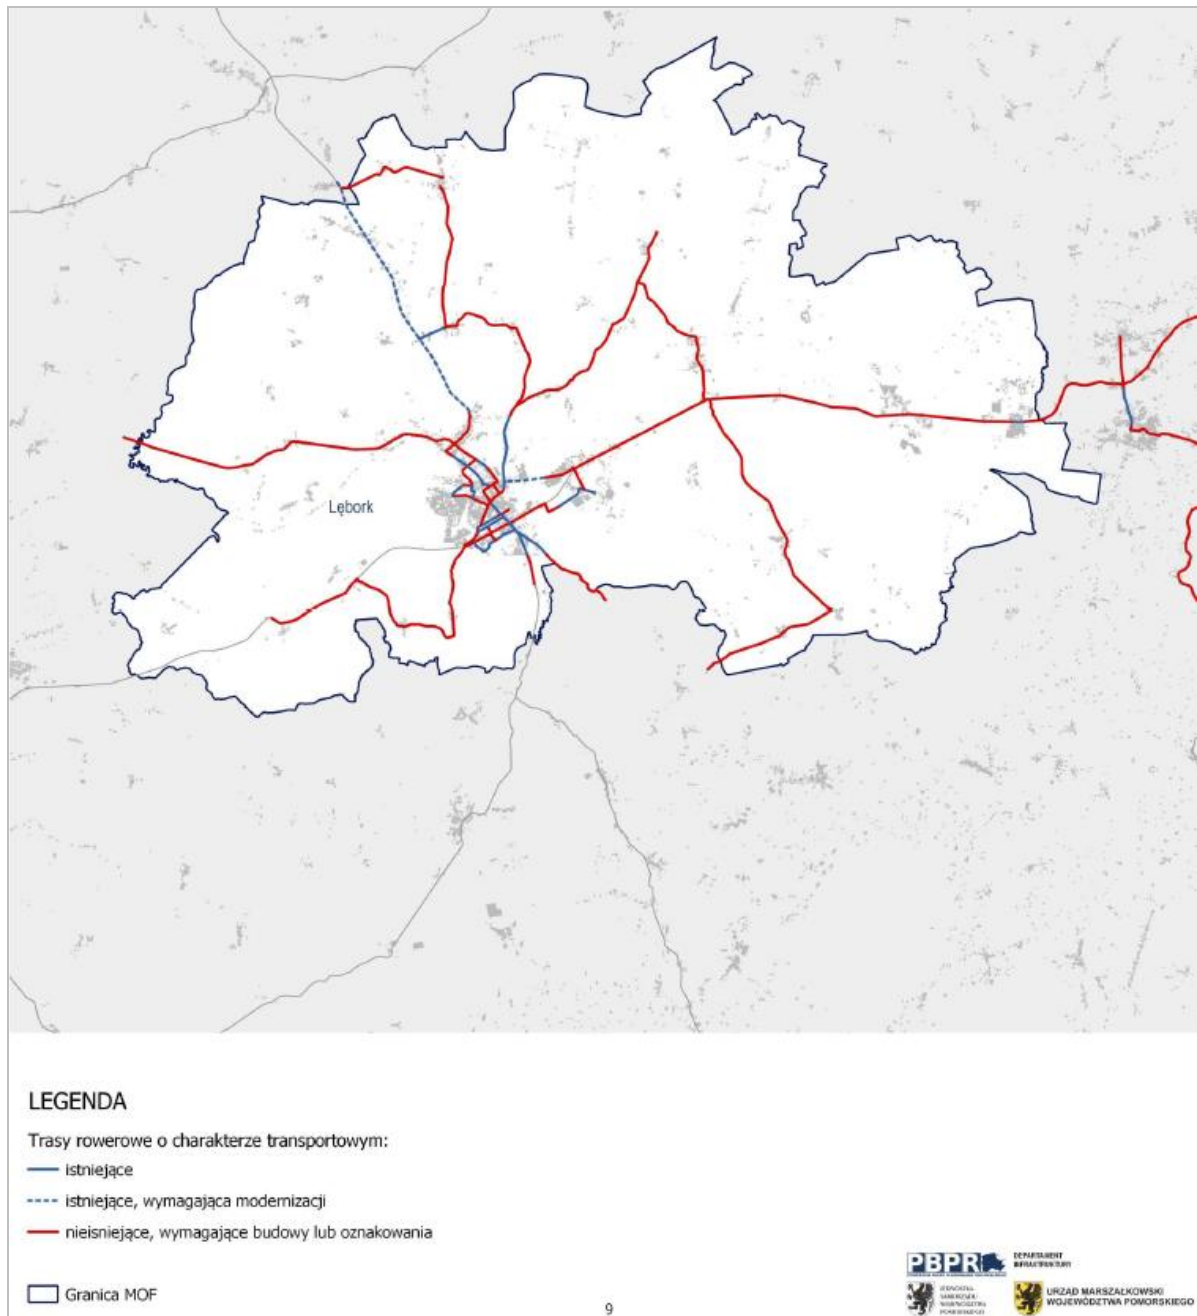 Lębork
LEGENDA
Trasy rowerowe o charakterze transportowym:
istniejące
istniejące, wymagająca modernizacji
nieisniejące, wymagające budowy lub oznakowania
Granica MOF
9
PBPR
DEPARTAMENT
INFRASTRUKTURY
URZĄD MARSZAŁKOWSKI
WOJEWÓDZTWA POMORSKIEGO